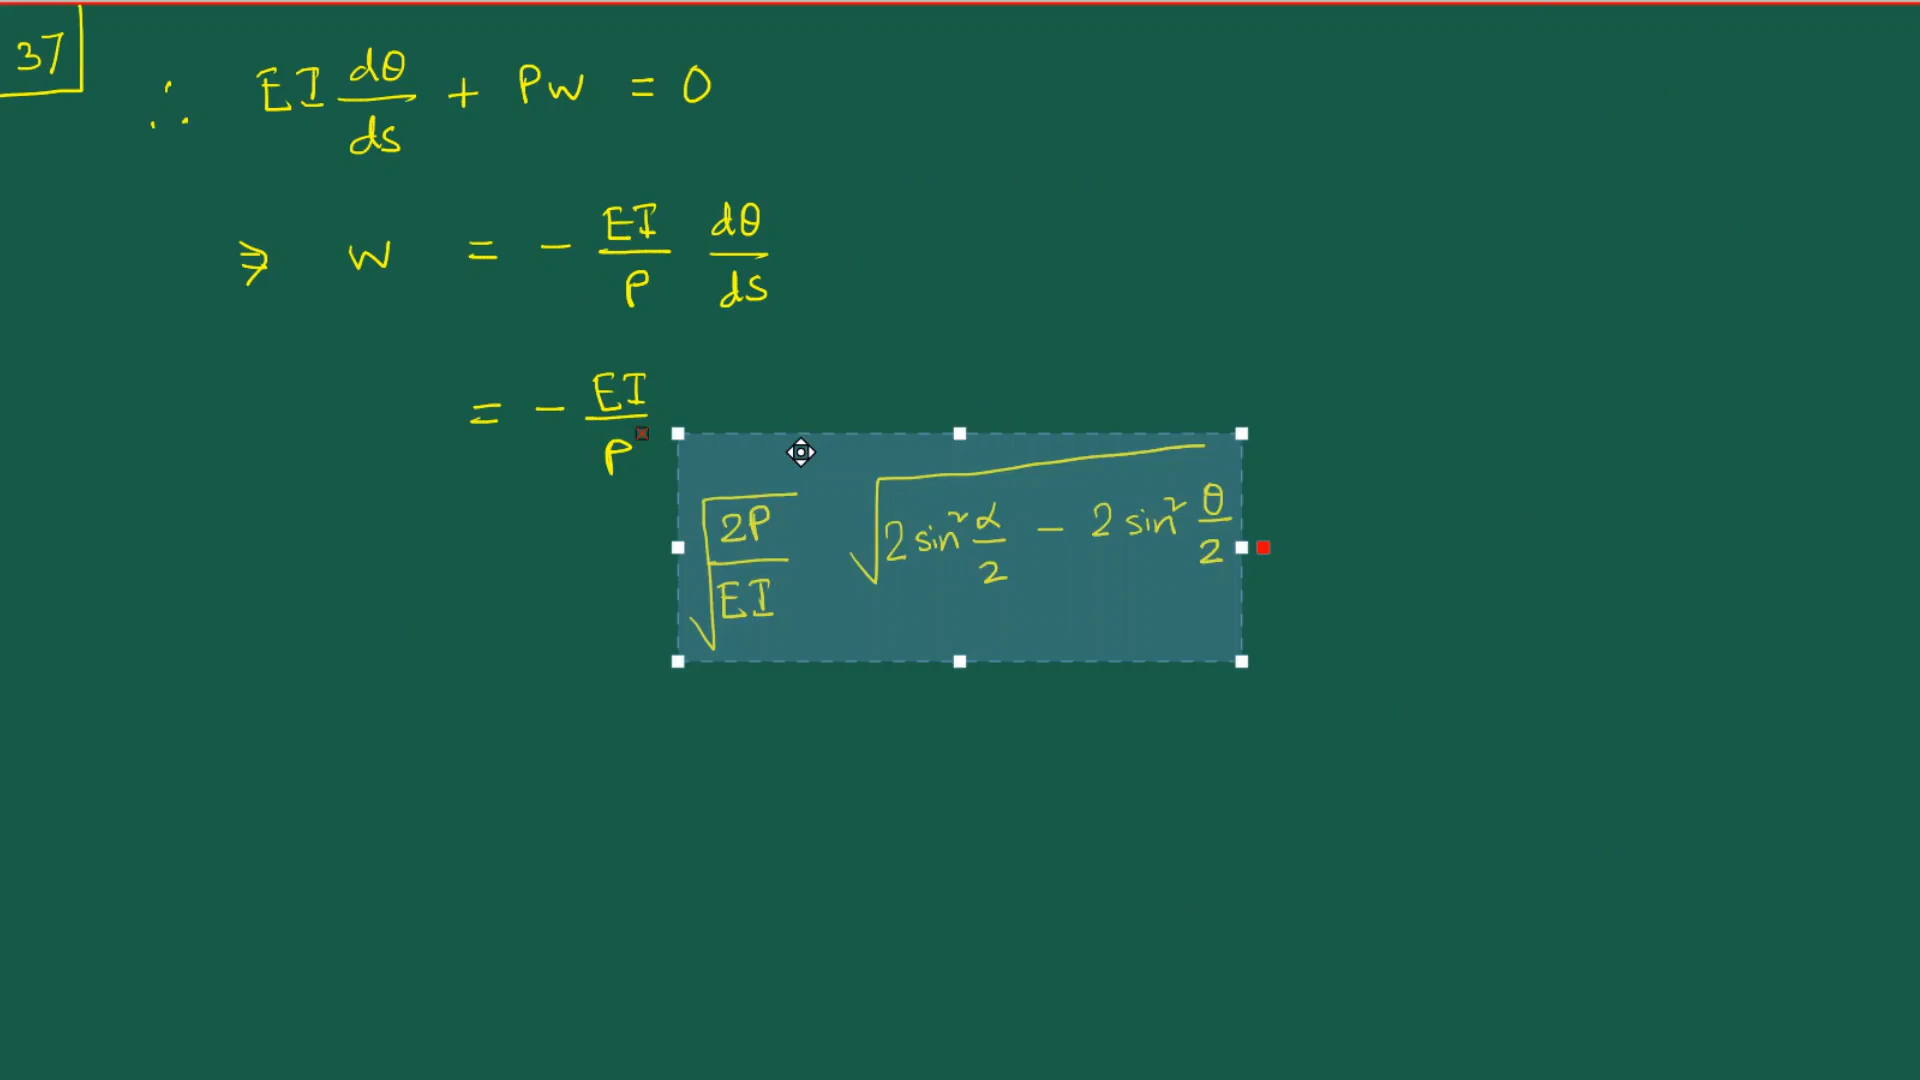 37
∴ EI dθ/ds + Pw = 0
⇒ w = - EI/P dθ/ds
= - EI/P √(2P/EI) √(2 sin² α/2 - 2 sin² θ/2)